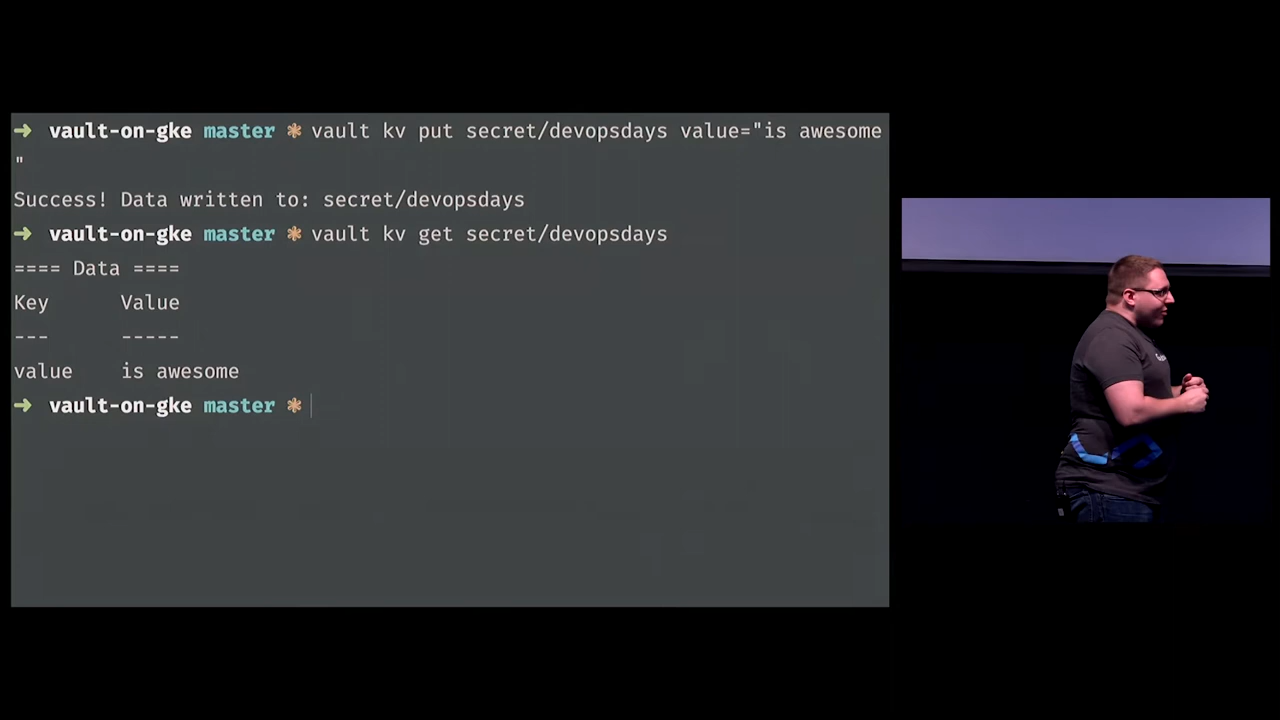 ➜ vault-on-gke master ❃ vault kv put secret/devopsdays value="is awesome
"
Success! Data written to: secret/devopsdays
➜ vault-on-gke master ❃ vault kv get secret/devopsdays
==== Data ====
Key Value
--- -----
value is awesome
➜ vault-on-gke master ❃